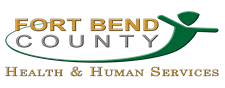 FORT BEND
COUNTY
HEALTH & HUMAN SERVICES